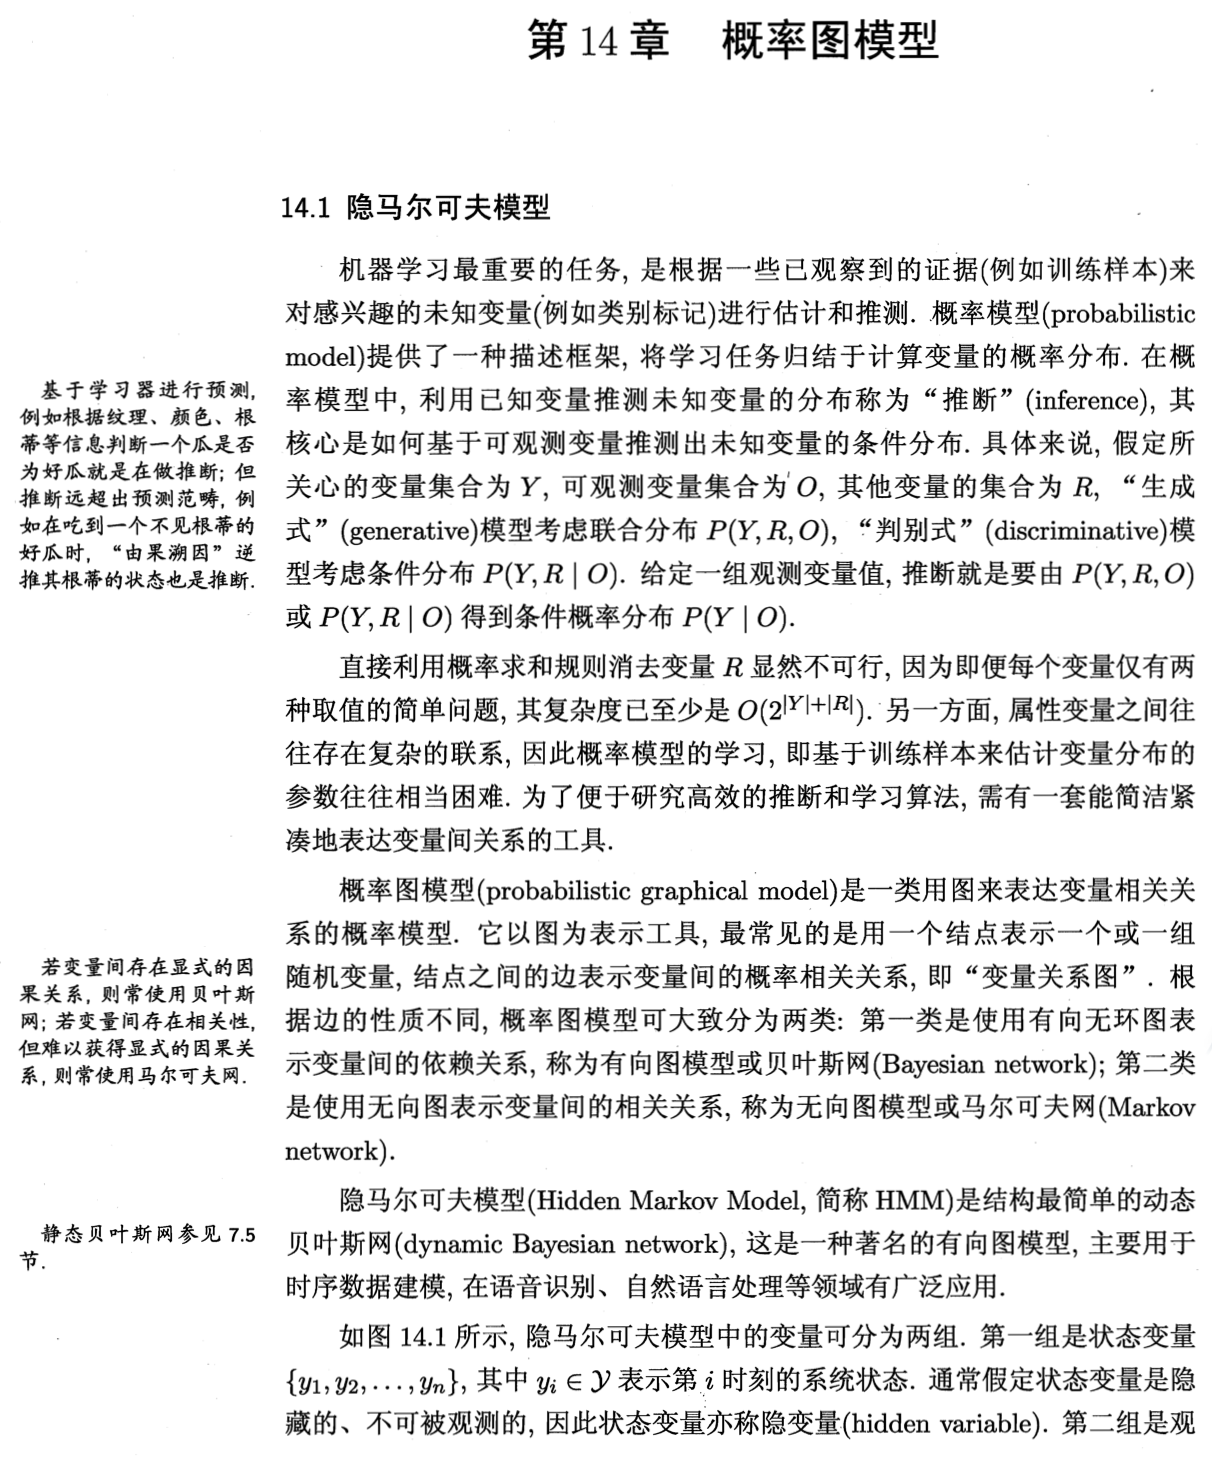 第 14 章 概率图模型
14.1 隐马尔可夫模型
机器学习最重要的任务, 是根据一些已观察到的证据(例如训练样本)来
对感兴趣的未知变量(例如类别标记)进行估计和推测. 概率模型(probabilistic
model)提供了一种描述框架, 将学习任务归结于计算变量的概率分布. 在概
率模型中, 利用已知变量推测未知变量的分布称为“推断”(inference), 其
核心是如何基于可观测变量推测出未知变量的条件分布. 具体来说, 假定所
关心的变量集合为 Y, 可观测变量集合为 O, 其他变量的集合为 R, “生成
式”(generative)模型考虑联合分布 P(Y, R, O), “判别式”(discriminative)模
型考虑条件分布 P(Y, R | O). 给定一组观测变量值, 推断就是要由 P(Y, R, O)
或 P(Y, R | O) 得到条件概率分布 P(Y | O).
基于学习器进行预测,
例如根据纹理、颜色、根
蒂等信息判断一个瓜是否
为好瓜就是在做推断; 但
推断远超出预测范畴, 例
如在吃到一个不见根蒂的
好瓜时, “由果溯因”逆
推其根蒂的状态也是推断.
直接利用概率求和规则消去变量 R 显然不可行, 因为即便每个变量仅有两
种取值的简单问题, 其复杂度已至少是 O(2^{|Y|+|R|}). 另一方面, 属性变量之间往
往存在复杂的联系, 因此概率模型的学习, 即基于训练样本来估计变量分布的
参数往往相当困难. 为了便于研究高效的推断和学习算法, 需有一套能简洁紧
凑地表达变量间关系的工具.
概率图模型(probabilistic graphical model)是一类用图来表达变量相关关
系的概率模型. 它以图为表示工具, 最常见的是用一个结点表示一个或一组
随机变量, 结点之间的边表示变量间的概率相关关系, 即“变量关系图”. 根
据边的性质不同, 概率图模型可大致分为两类: 第一类是使用有向无环图表
示变量间的依赖关系, 称为有向图模型或贝叶斯网(Bayesian network); 第二类
是使用无向图表示变量间的相关关系, 称为无向图模型或马尔可夫网(Markov
network).
若变量间存在显式的因
果关系, 则常使用贝叶斯
网; 若变量间存在相关性,
但难以获得显式的因果关
系, 则常使用马尔可夫网.
隐马尔可夫模型(Hidden Markov Model, 简称 HMM)是结构最简单的动态
贝叶斯网(dynamic Bayesian network), 这是一种著名的有向图模型, 主要用于
时序数据建模, 在语音识别、自然语言处理等领域有广泛应用.
静态贝叶斯网参见 7.5
节.
如图 14.1 所示, 隐马尔可夫模型中的变量可分为两组. 第一组是状态变量
{y₁, y₂, . . . , yₙ}, 其中 yᵢ ∈ 𝒴 表示第 i 时刻的系统状态. 通常假定状态变量是隐
藏的、不可被观测的, 因此状态变量亦称隐变量(hidden variable). 第二组是观